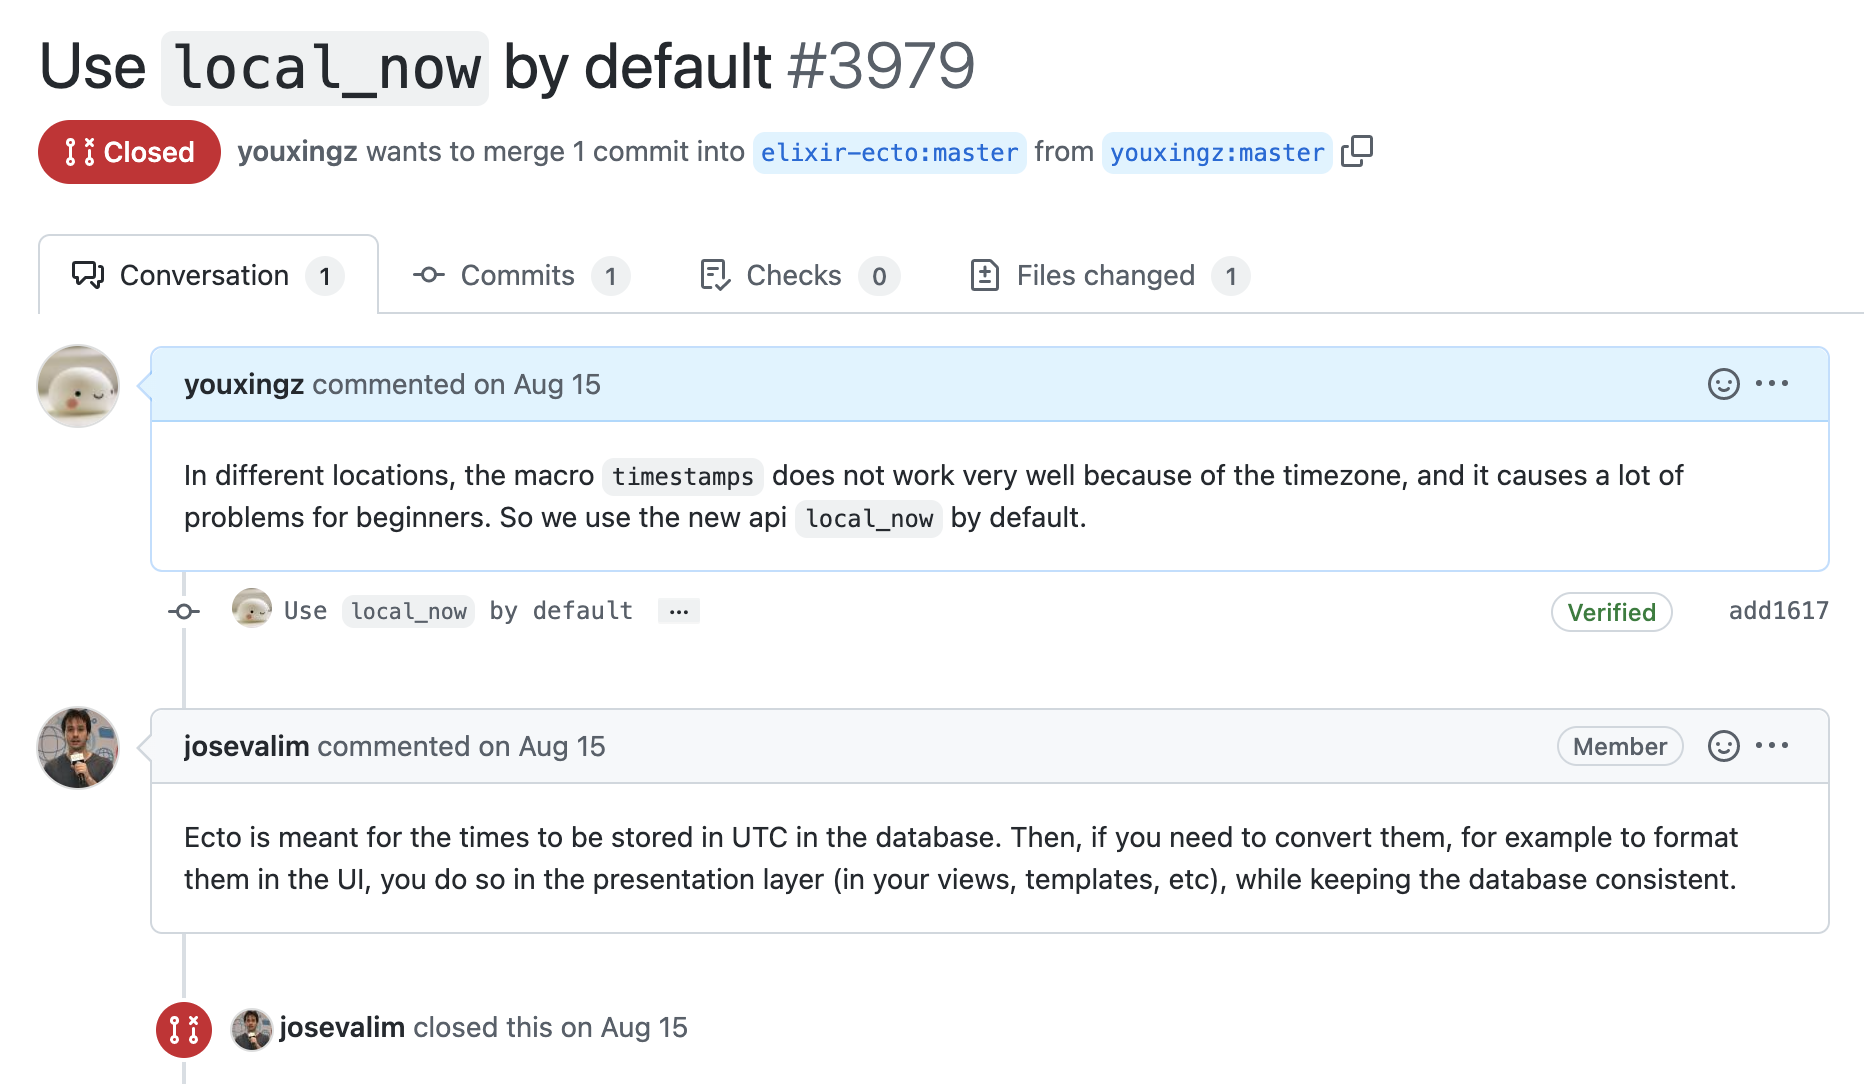 Use local_now by default #3979
Closed youxingz wants to merge 1 commit into elixir-ecto:master from youxingz:master
Conversation 1 Commits 1 Checks 0 Files changed 1
youxingz commented on Aug 15
In different locations, the macro timestamps does not work very well because of the timezone, and it causes a lot of
problems for beginners. So we use the new api local_now by default.
Use local_now by default ... Verified add1617
josevalim commented on Aug 15 Member
Ecto is meant for the times to be stored in UTC in the database. Then, if you need to convert them, for example to format
them in the UI, you do so in the presentation layer (in your views, templates, etc), while keeping the database consistent.
josevalim closed this on Aug 15